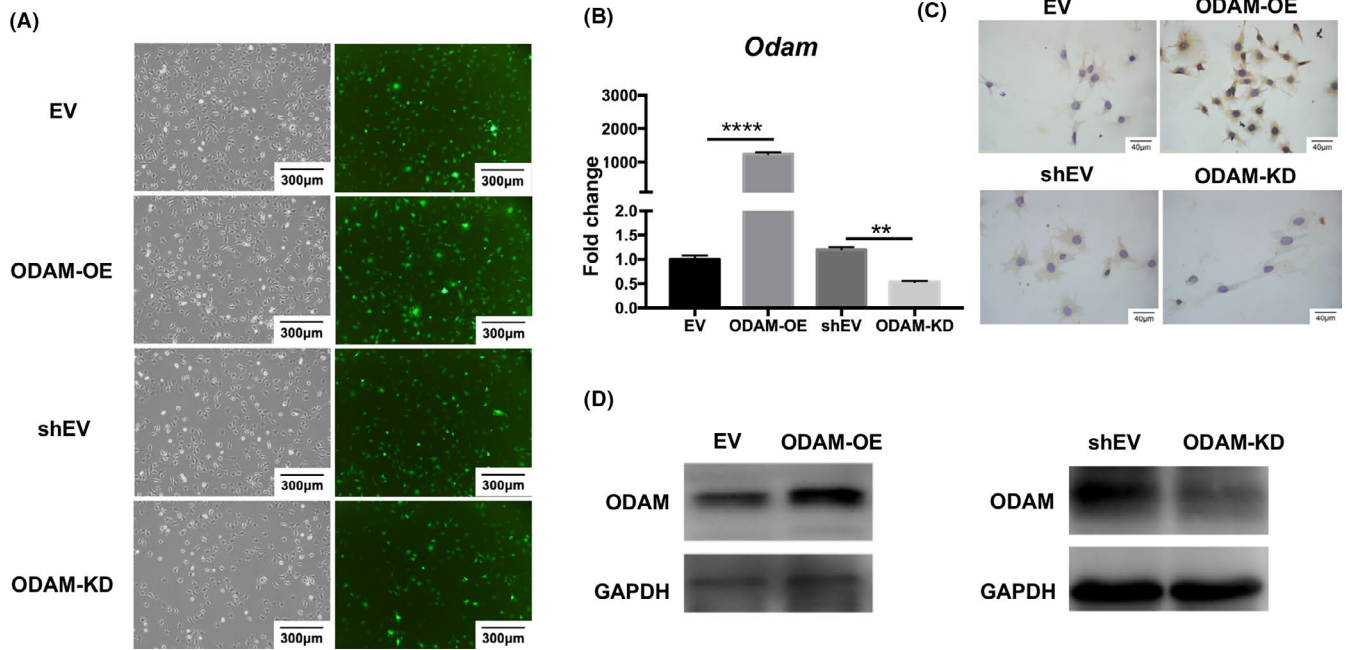 (A)
EV
300μm
300μm
ODAM-OE
300μm
300μm
shEV
300μm
300μm
ODAM-KD
300μm
300μm
(B)
Odam
Fold change
3000
2000
1000
2.0
1.5
1.0
0.5
0.0
****
**
EV
ODAM-OE
shEV
ODAM-KD
(C)
EV
ODAM-OE
40μm
40μm
shEV
ODAM-KD
40μm
40μm
(D)
EV
ODAM-OE
ODAM
GAPDH
shEV
ODAM-KD
ODAM
GAPDH